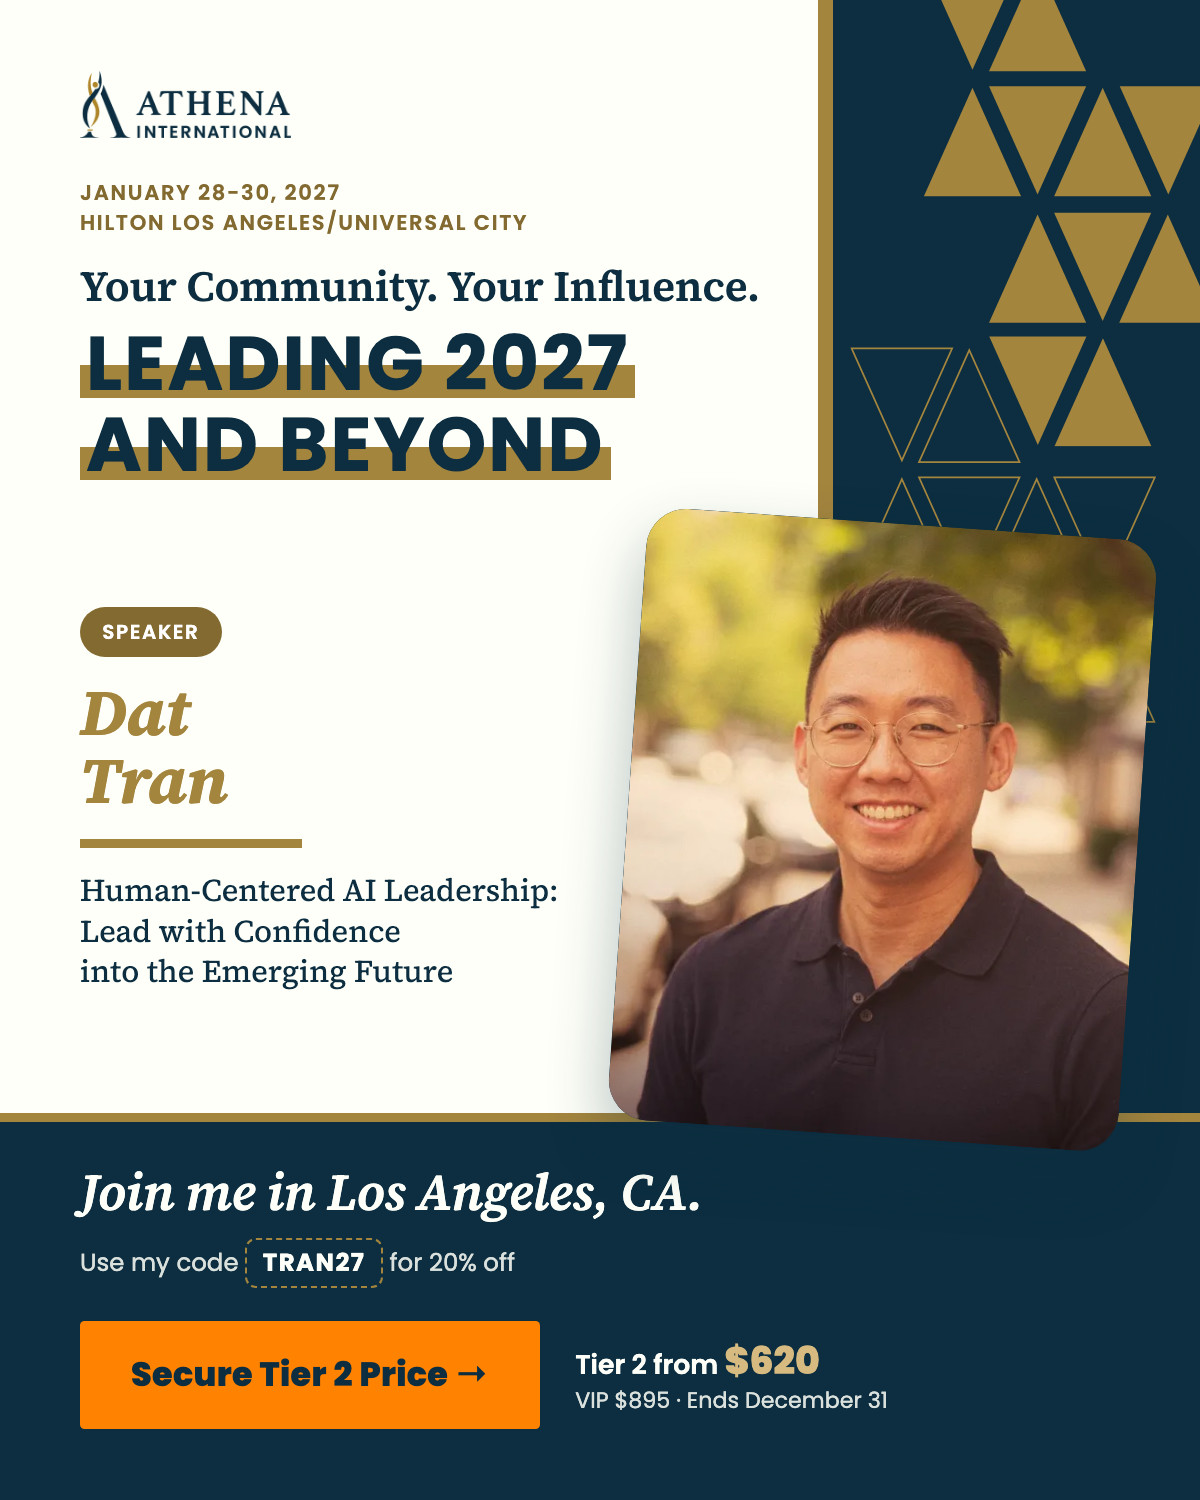 ATHENA
INTERNATIONAL
JANUARY 28-30, 2027
HILTON LOS ANGELES/UNIVERSAL CITY
Your Community. Your Influence.
LEADING 2027
AND BEYOND
SPEAKER
Dat
Tran
Human-Centered AI Leadership:
Lead with Confidence
into the Emerging Future
Join me in Los Angeles, CA.
Use my code TRAN27 for 20% off
Secure Tier 2 Price →
Tier 2 from $620
VIP $895 · Ends December 31